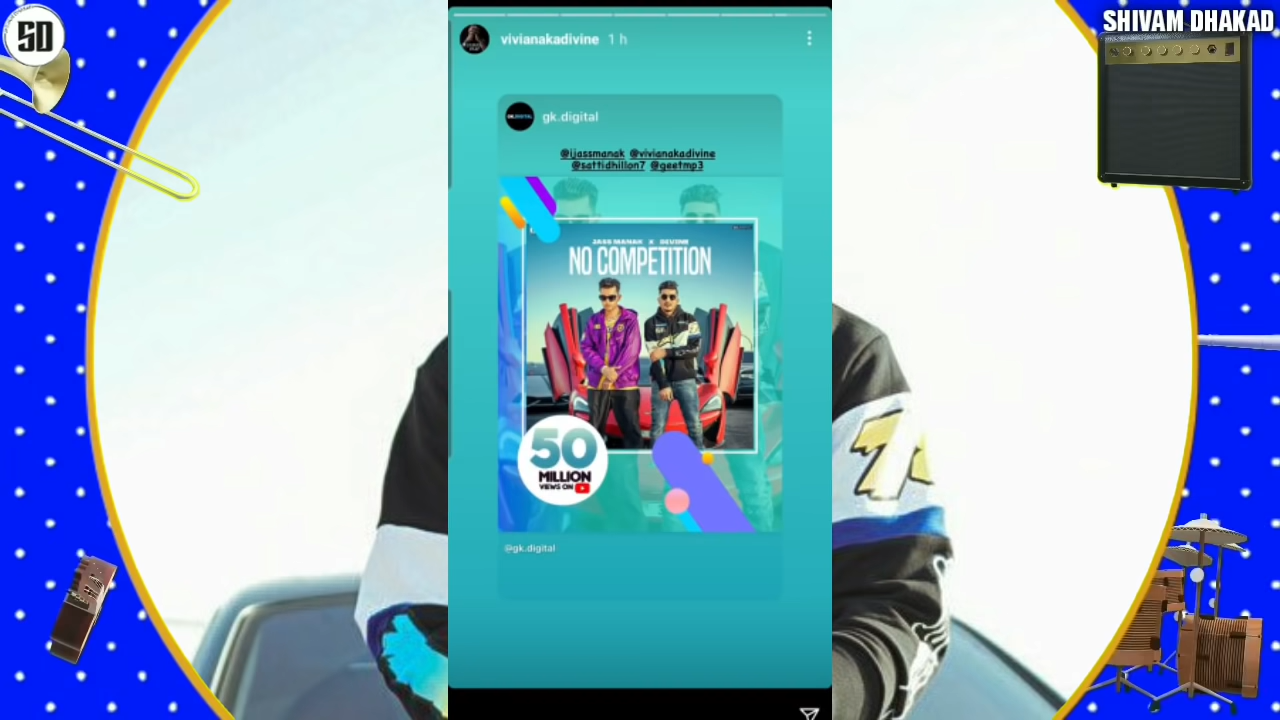 SD
SHIVAM DHAKAD
vivianakadivine 1 h
gk.digital
@ijassmanak @vivianakadivine
@sattidhillon7 @geetmp3
JASS MANAK X DIVINE
NO COMPETITION
50
MILLION
VIEWS ON
@gk.digital